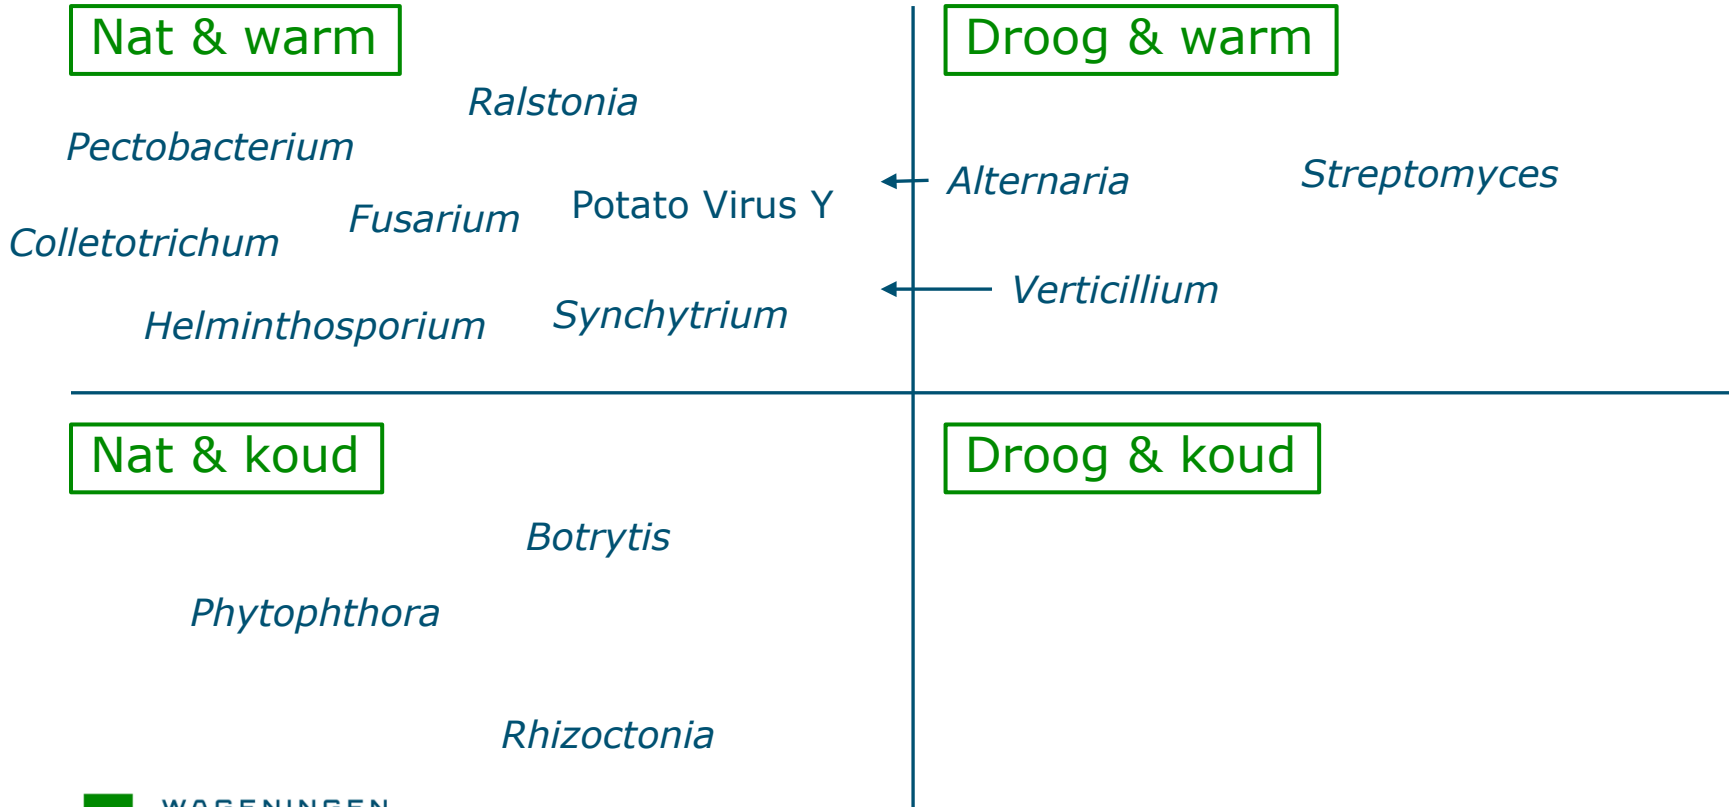 Nat & warm
Droog & warm
Ralstonia
Pectobacterium
Alternaria
Streptomyces
Fusarium
Potato Virus Y
Colletotrichum
Verticillium
Helminthosporium
Synchytrium
Nat & koud
Droog & koud
Botrytis
Phytophthora
Rhizoctonia
WAGENINGEN